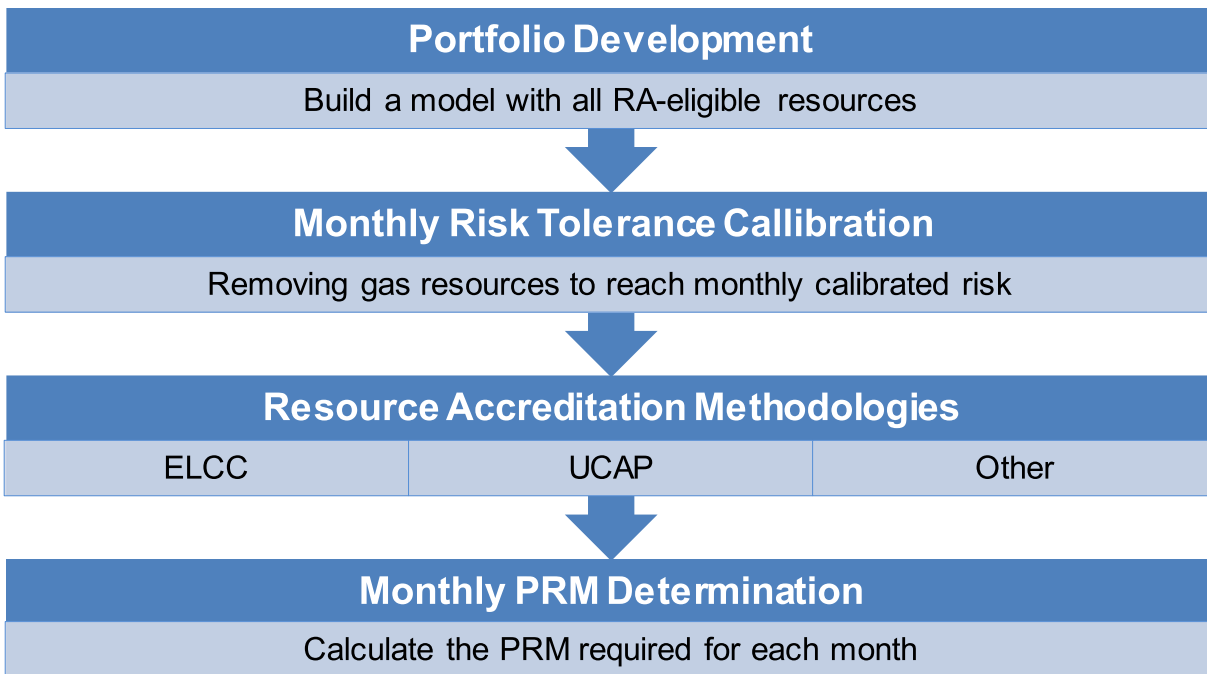 Portfolio Development
Build a model with all RA-eligible resources
Monthly Risk Tolerance Callibration
Removing gas resources to reach monthly calibrated risk
Resource Accreditation Methodologies
ELCC
UCAP
Other
Monthly PRM Determination
Calculate the PRM required for each month